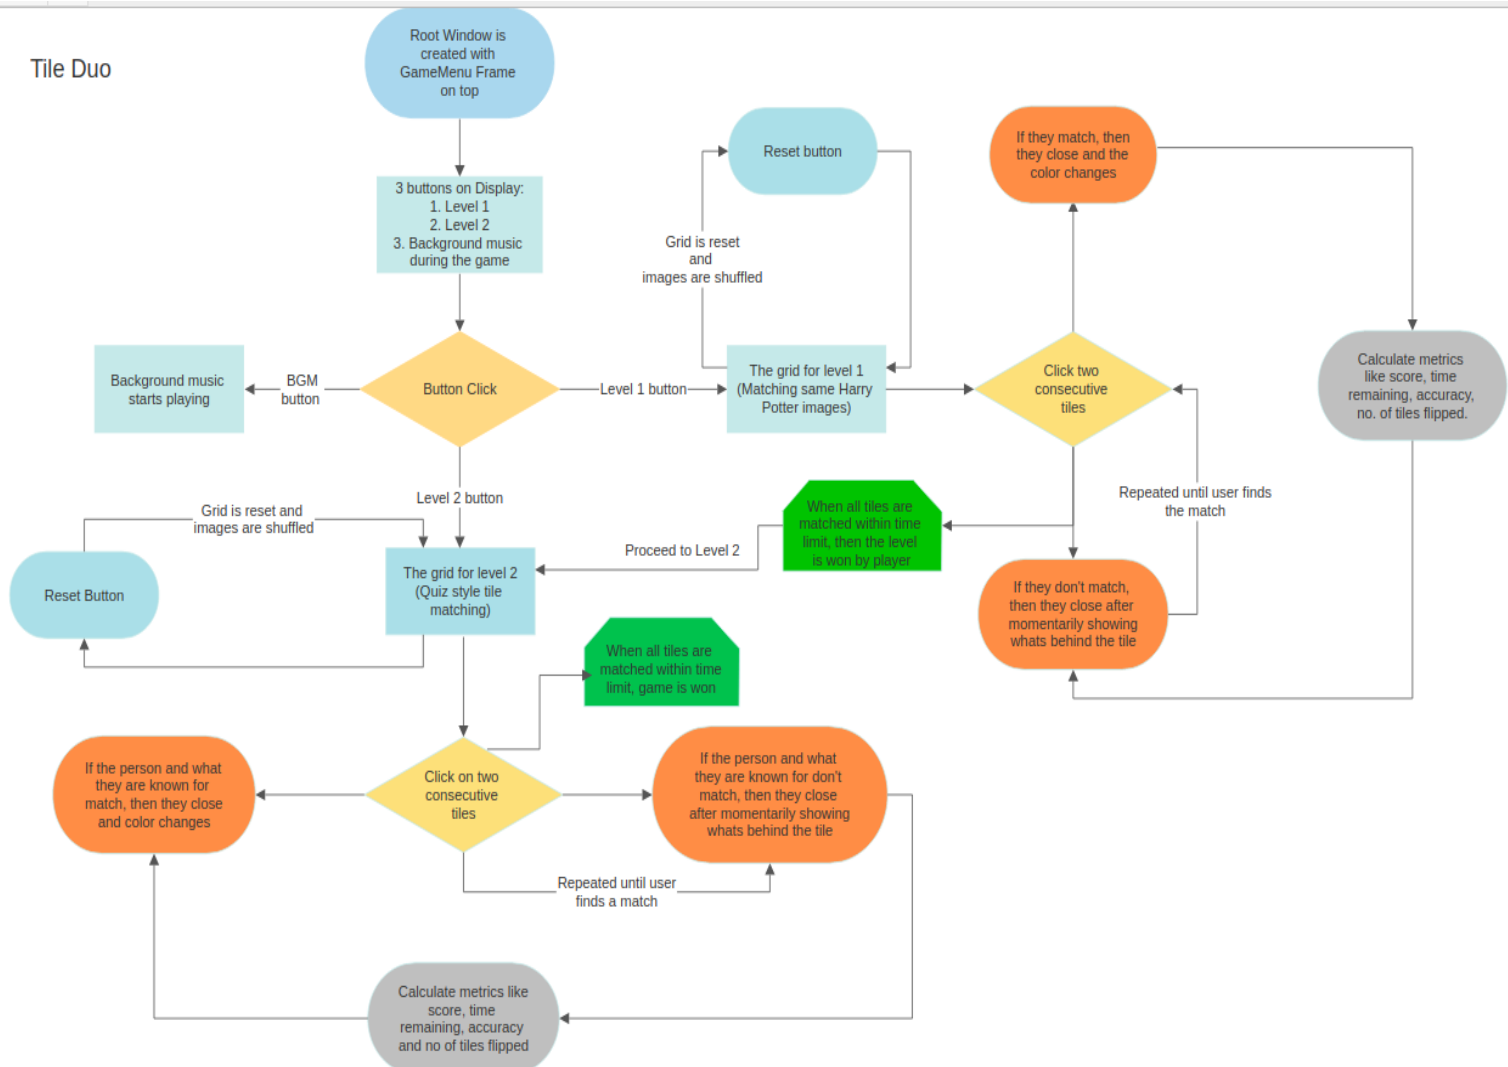 Tile Duo
Root Window is
created with
GameMenu Frame
on top
3 buttons on Display:
1. Level 1
2. Level 2
3. Background music
during the game
Button Click
BGM
button
Background music
starts playing
Level 1 button
Reset button
Grid is reset
and
images are shuffled
The grid for level 1
(Matching same Harry
Potter images)
Click two
consecutive
tiles
If they match, then
they close and the
color changes
Calculate metrics
like score, time
remaining, accuracy,
no. of tiles flipped.
Repeated until user finds
the match
If they don't match,
then they close after
momentarily showing
whats behind the tile
When all tiles are
matched within time
limit, then the level
is won by player
Proceed to Level 2
Level 2 button
Grid is reset and
images are shuffled
Reset Button
The grid for level 2
(Quiz style tile
matching)
When all tiles are
matched within time
limit, game is won
Click on two
consecutive
tiles
If the person and what
they are known for
match, then they close
and color changes
If the person and what
they are known for don't
match, then they close
after momentarily showing
whats behind the tile
Repeated until user
finds a match
Calculate metrics like
score, time
remaining, accuracy
and no of tiles flipped